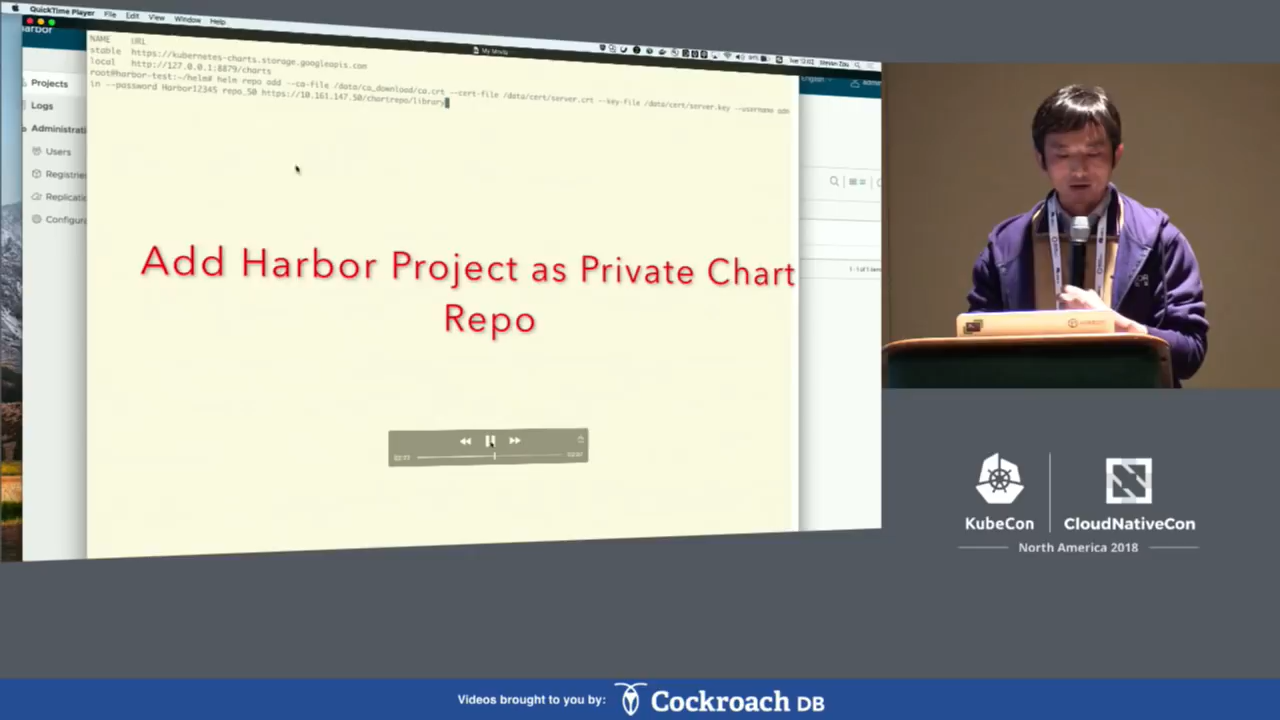 QuickTime Player File Edit View Window Help
My Movie
Harbor
English
Projects
Logs
Users
NAME URL
stable https://kubernetes-charts.storage.googleapis.com
local http://127.0.0.1:8879/charts
root@harbor-test:~/helm# helm repo add --ca-file /data/ca_download/ca.crt --cert-file /data/cert/server.crt --key-file /data/cert/server.key --username adm
in --password Harbor12345 repo_50 https://10.161.147.50/chartrepo/library
Add Harbor Project as Private Chart
Repo
KubeCon
CloudNativeCon
North America 2018
Videos brought to you by: Cockroach DB